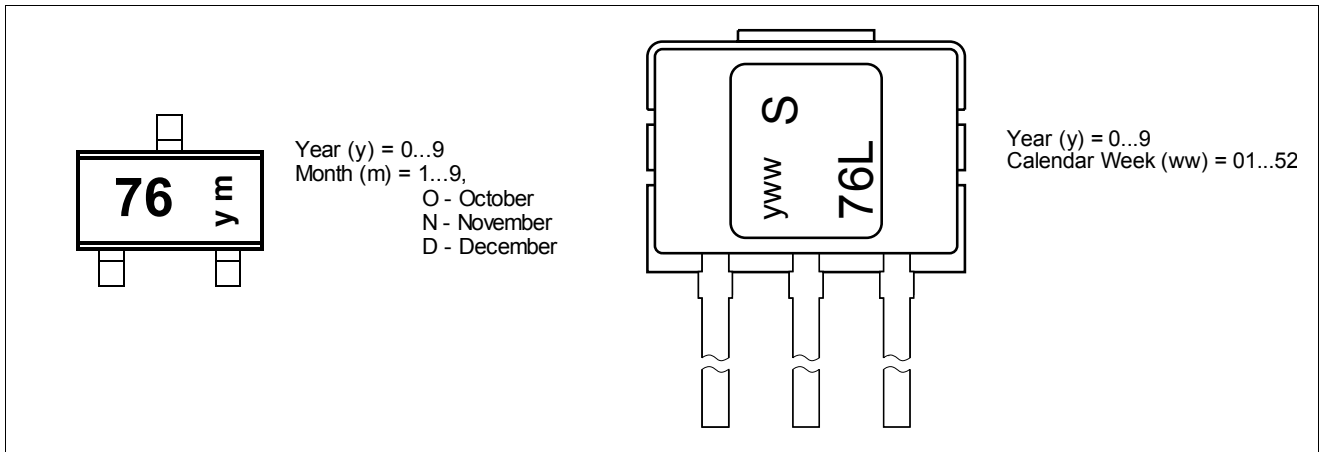 76
y m
Year (y) = 0...9
Month (m) = 1...9,
O - October
N - November
D - December
yww S
76L
Year (y) = 0...9
Calendar Week (ww) = 01...52